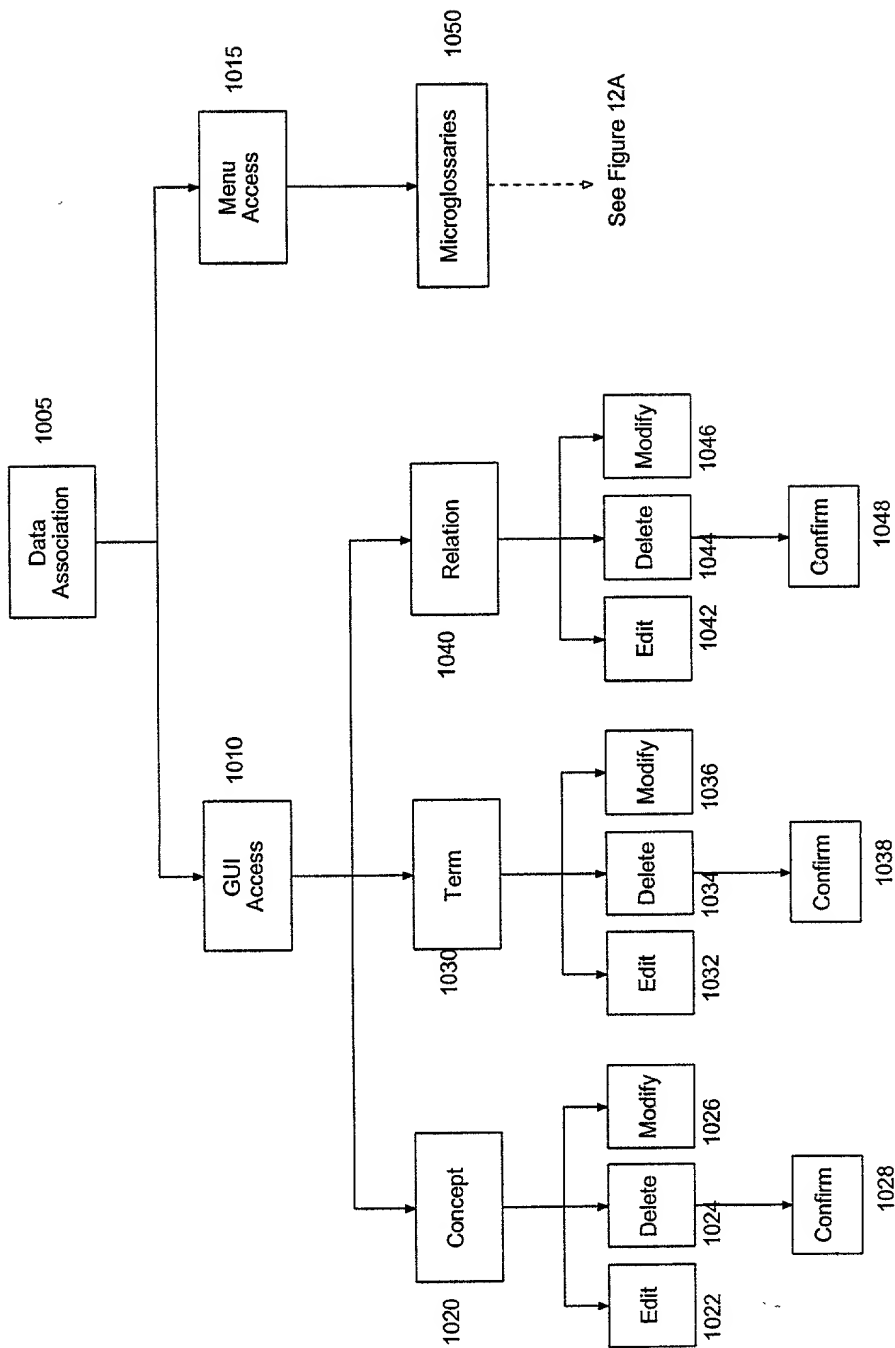 Data
Association
1005
GUI
Access
1010
Menu
Access
1015
Concept
1020
Term
1030
Relation
1040
Microglossaries
1050
Edit
1022
Delete
1024
Modify
1026
Edit
1032
Delete
1034
Modify
1036
Edit
1042
Delete
1044
Modify
1046
See Figure 12A
Confirm
1028
Confirm
1038
Confirm
1048